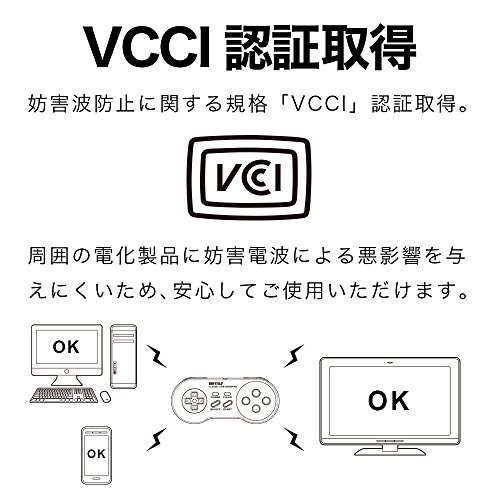 VCCI 認証取得
妨害波防止に関する規格「VCCI」認証取得。
VCCI
周囲の電化製品に妨害電波による悪影響を与
えにくいため、安心してご使用いただけます。
OK
BUFFALO
SELECT START
OK
OK